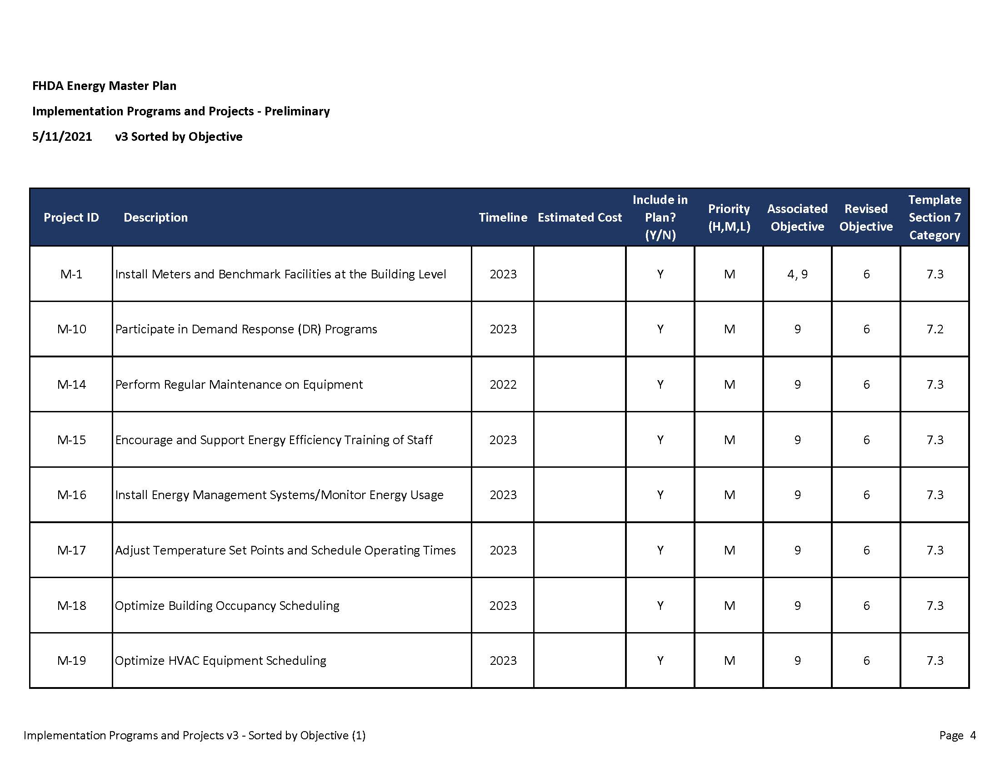 FHDA Energy Master Plan
Implementation Programs and Projects - Preliminary
5/11/2021 v3 Sorted by Objective
Project ID Description Timeline Estimated Cost Include in Plan? (Y/N) Priority (H,M,L) Associated Objective Revised Objective Template Section 7 Category
M-1 Install Meters and Benchmark Facilities at the Building Level 2023 Y M 4, 9 6 7.3
M-10 Participate in Demand Response (DR) Programs 2023 Y M 9 6 7.2
M-14 Perform Regular Maintenance on Equipment 2022 Y M 9 6 7.3
M-15 Encourage and Support Energy Efficiency Training of Staff 2023 Y M 9 6 7.3
M-16 Install Energy Management Systems/Monitor Energy Usage 2023 Y M 9 6 7.3
M-17 Adjust Temperature Set Points and Schedule Operating Times 2023 Y M 9 6 7.3
M-18 Optimize Building Occupancy Scheduling 2023 Y M 9 6 7.3
M-19 Optimize HVAC Equipment Scheduling 2023 Y M 9 6 7.3
Implementation Programs and Projects v3 - Sorted by Objective (1) Page 4